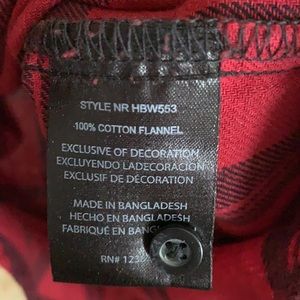 STYLE NR HBW553
100% COTTON FLANNEL
EXCLUSIVE OF DECORATION
EXCLUYENDO LADECORACIÓN
EXCLUSIF DE DÉCORATION
MADE IN BANGLADESH
HECHO EN BANGLADESH
FABRIQUÉ EN BANGLADESH
RN#